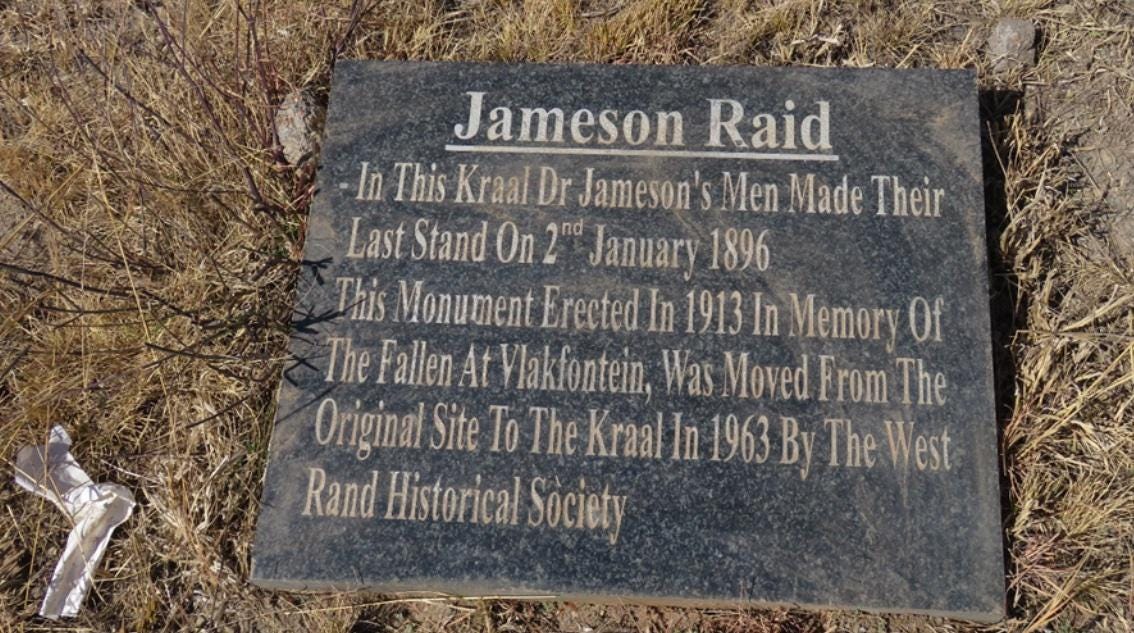 Jameson Raid
- In This Kraal Dr Jameson's Men Made Their
Last Stand On 2nd January 1896
This Monument Erected In 1913 In Memory Of
The Fallen At Vlakfontein, Was Moved From The
Original Site To The Kraal In 1963 By The West
Rand Historical Society